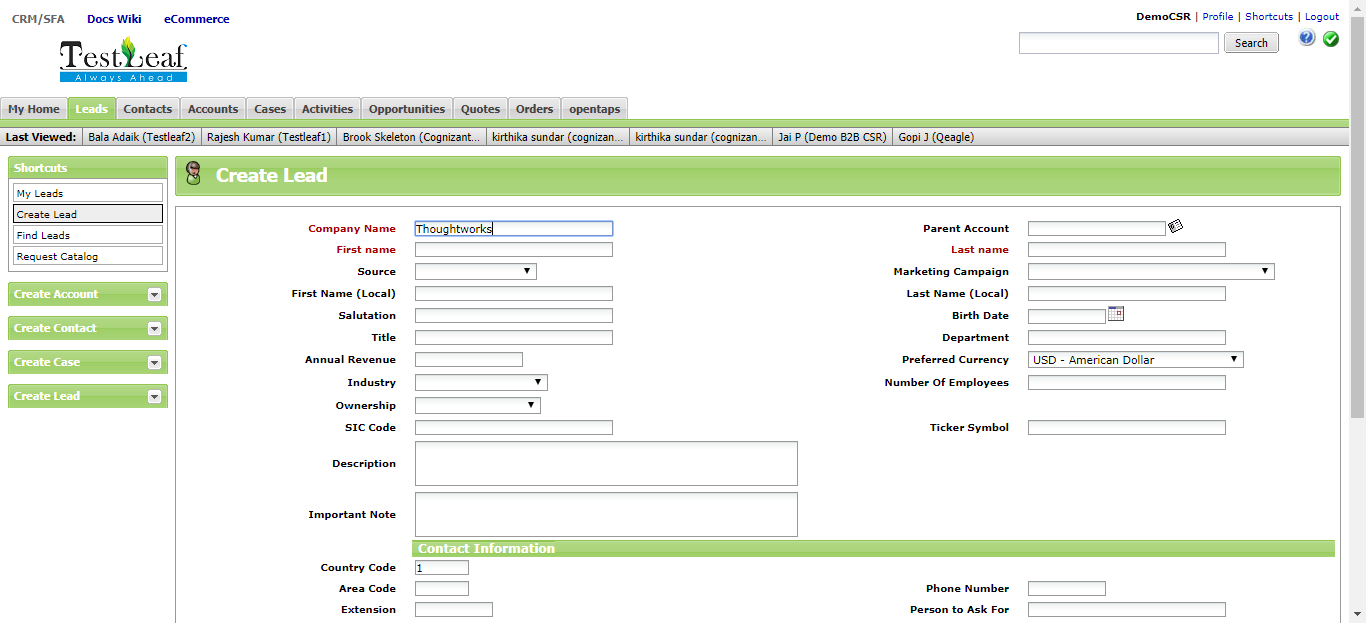 CRM/SFA Docs Wiki eCommerce
DemoCSR | Profile | Shortcuts | Logout
TestLeaf
Always Ahead
Search
My Home Leads Contacts Accounts Cases Activities Opportunities Quotes Orders opentaps
Last Viewed: Bala Adaik (Testleaf2) Rajesh Kumar (Testleaf1) Brook Skeleton (Cognizant... kirthika sundar (cognizan... kirthika sundar (cognizan... Jai P (Demo B2B CSR) Gopi J (Qeagle)
Shortcuts
My Leads
Create Lead
Find Leads
Request Catalog
Create Account
Create Contact
Create Case
Create Lead
Create Lead
Company Name Thoughtworks Parent Account
First name Last name
Source Marketing Campaign
First Name (Local) Last Name (Local)
Salutation Birth Date
Title Department
Annual Revenue Preferred Currency USD - American Dollar
Industry Number Of Employees
Ownership
SIC Code Ticker Symbol
Description
Important Note
Contact Information
Country Code 1
Area Code Phone Number
Extension Person to Ask For